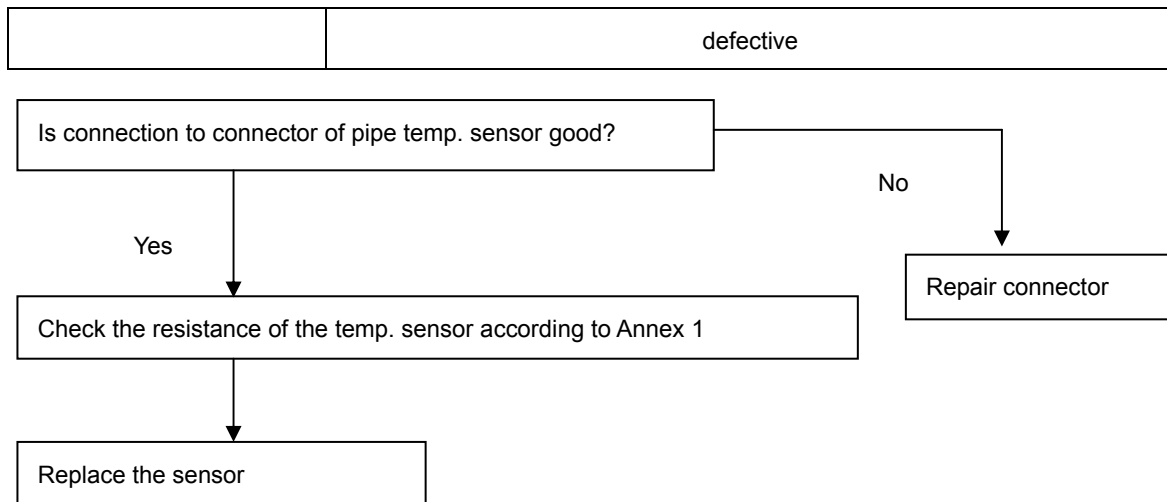 defective
Is connection to connector of pipe temp. sensor good?
No
Yes
Repair connector
Check the resistance of the temp. sensor according to Annex 1
Replace the sensor